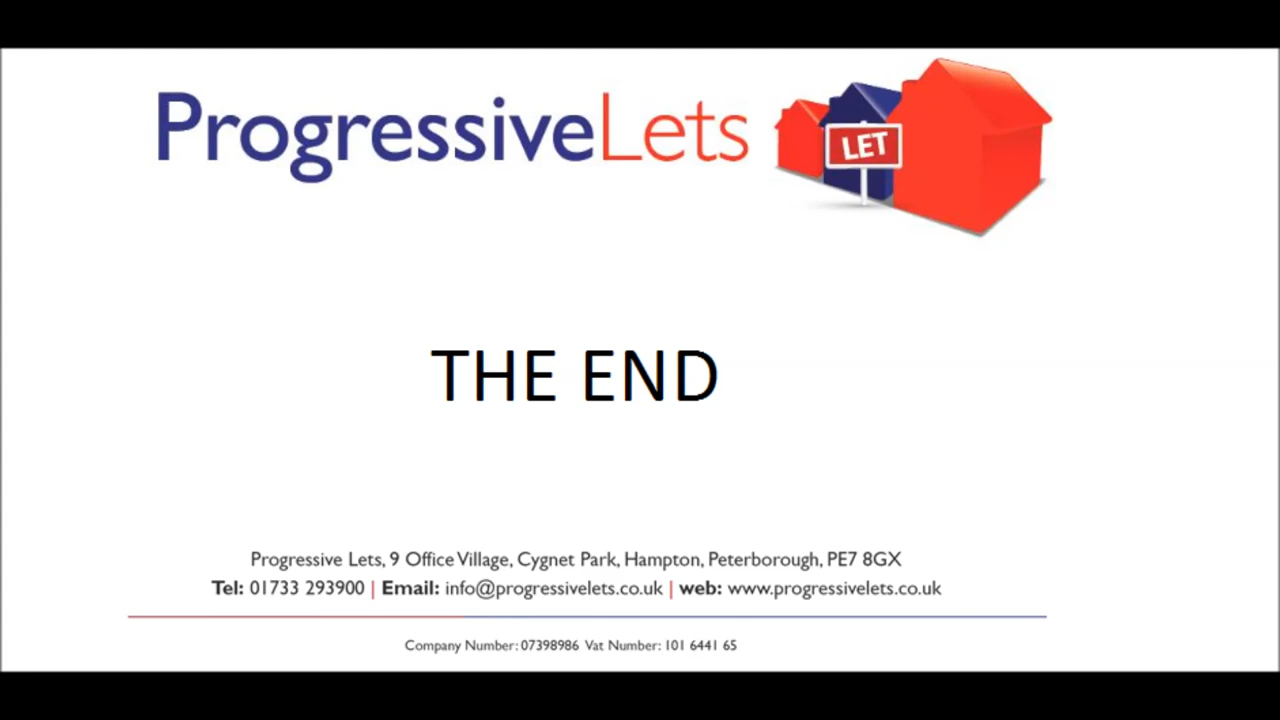 ProgressiveLets
LET
THE END
Progressive Lets, 9 Office Village, Cygnet Park, Hampton, Peterborough, PE7 8GX
Tel: 01733 293900 | Email: info@progressivelets.co.uk | web: www.progressivelets.co.uk
Company Number: 07398986 Vat Number: 101 6441 65